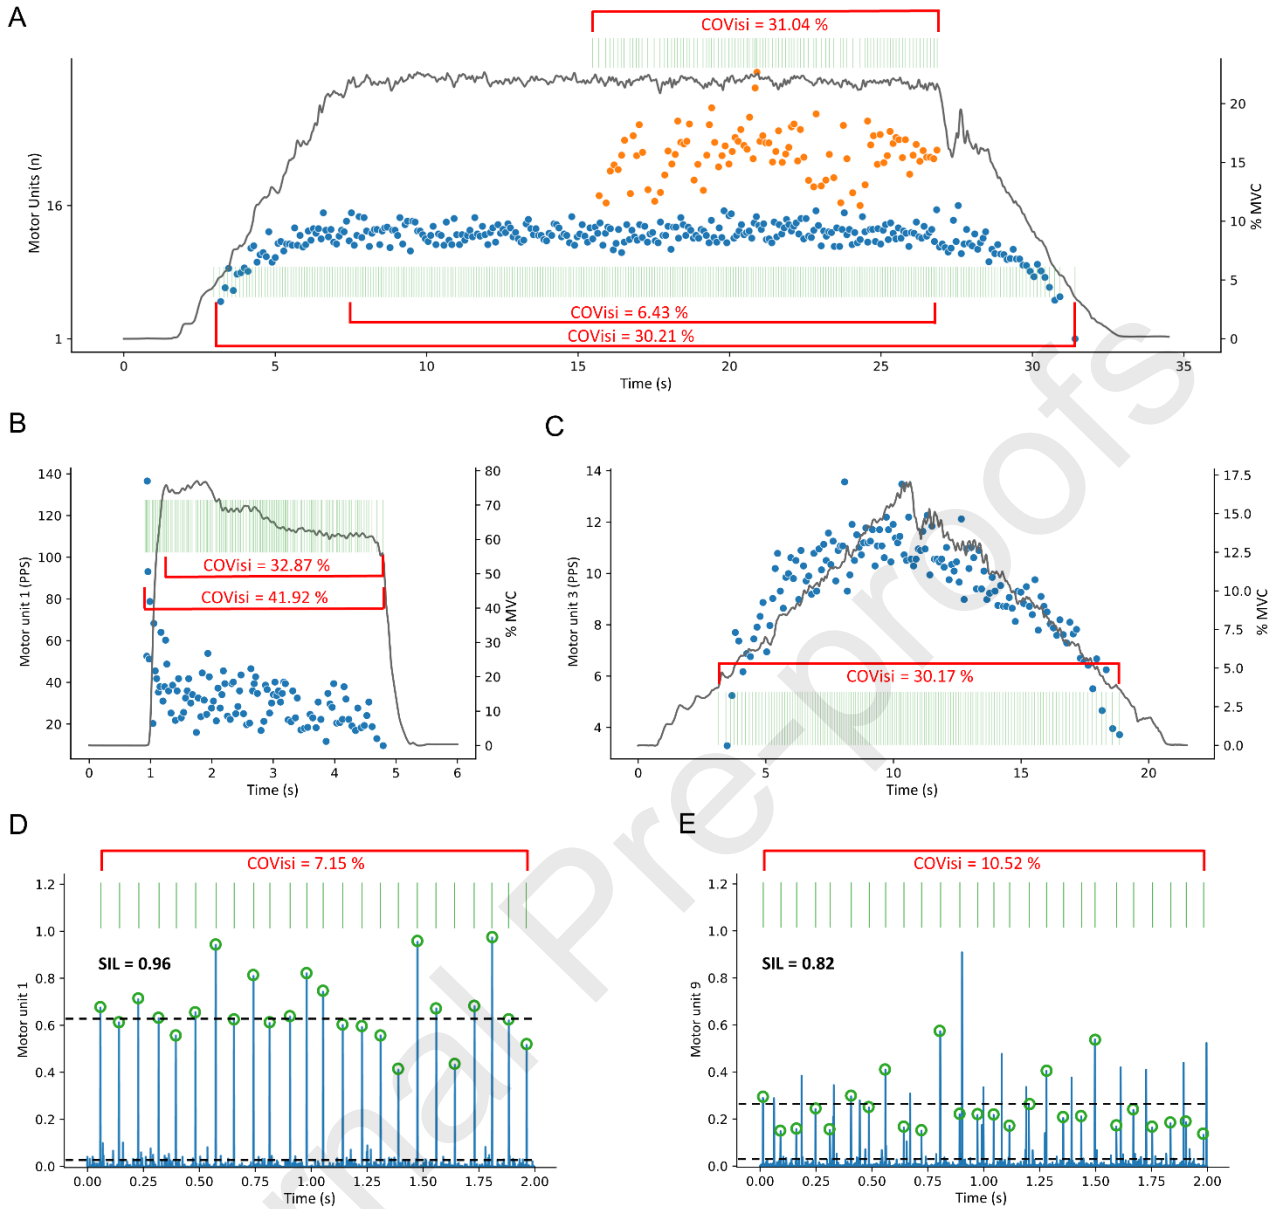 A
COVisi = 31.04 %
Motor Units (n)
16
1
20
15
10
5
0
% MVC
COVisi = 6.43 %
COVisi = 30.21 %
0 5 10 15 20 25 30 35
Time (s)
B
Motor unit 1 (PPS)
140
120
100
80
60
40
20
80
70
60
50
40
30
20
10
0
% MVC
COVisi = 32.87 %
COVisi = 41.92 %
0 1 2 3 4 5 6
Time (s)
C
Motor unit 3 (PPS)
14
12
10
8
6
4
17.5
15.0
12.5
10.0
7.5
5.0
2.5
0.0
% MVC
COVisi = 30.17 %
0 5 10 15 20
Time (s)
D
COVisi = 7.15 %
Motor unit 1
1.2
1.0
0.8
0.6
0.4
0.2
0.0
SIL = 0.96
0.00 0.25 0.50 0.75 1.00 1.25 1.50 1.75 2.00
Time (s)
E
COVisi = 10.52 %
Motor unit 9
1.2
1.0
0.8
0.6
0.4
0.2
0.0
SIL = 0.82
0.00 0.25 0.50 0.75 1.00 1.25 1.50 1.75 2.00
Time (s)
rnal Pre-proofs